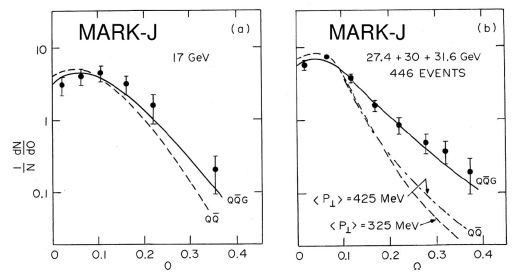 MARK-J
(a)
17 GeV
10
1.0
0.1
1/N dN/dO
QQ̄G
QQ̄
0 0.1 0.2 0.3 0.4
O
MARK-J
(b)
27.4 + 30 + 31.6 GeV
446 EVENTS
QQ̄G
⟨P⊥⟩ = 425 MeV
QQ̄
⟨P⊥⟩ = 325 MeV
0 0.1 0.2 0.3 0.4
O